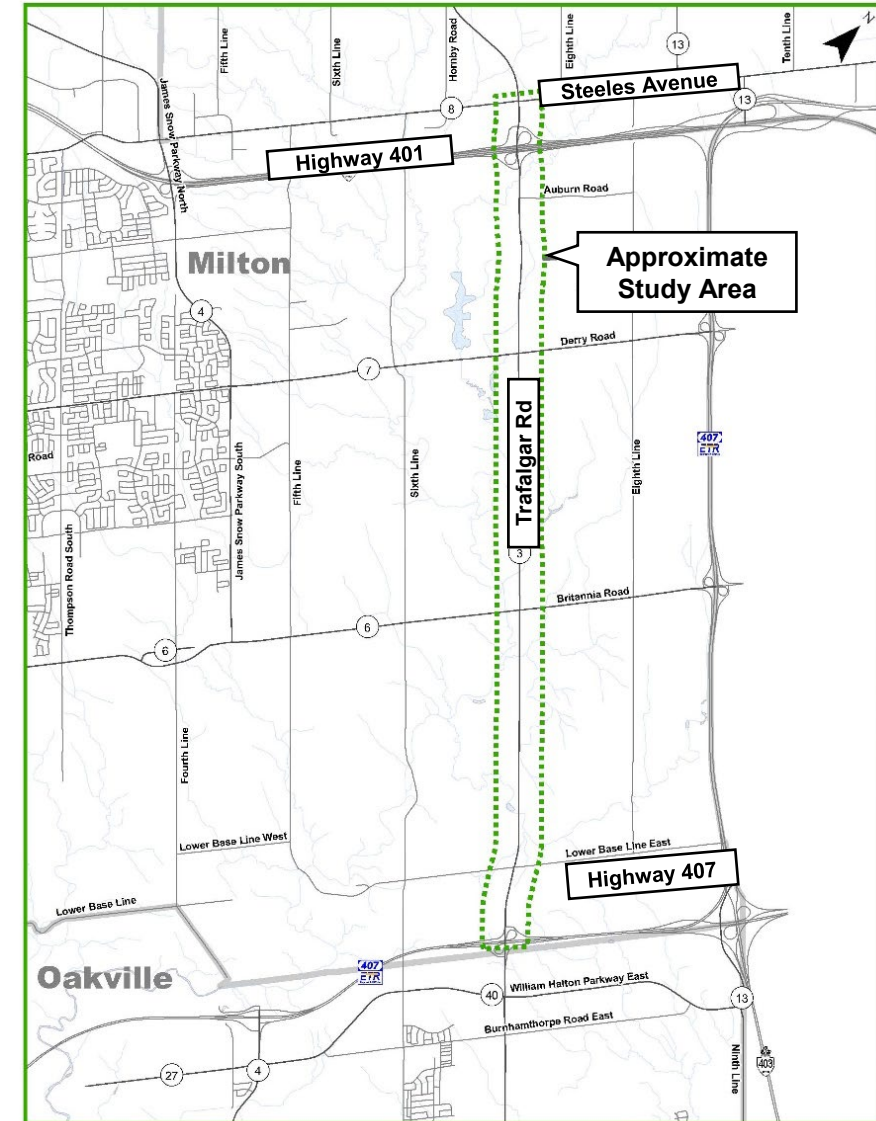 N
13
Fifth Line
Sixth Line
Hornby Road
Eighth Line
Tenth Line
James Snow Parkway North
8
Steeles Avenue
13
Highway 401
Auburn Road
Milton
Approximate
Study Area
4
Derry Road
7
Trafalgar Rd
407
ETR
Road
Fifth Line
Sixth Line
Eighth Line
James Snow Parkway South
Thompson Road South
3
Britannia Road
6
6
Fourth Line
Lower Base Line West
Lower Base Line East
Highway 407
Lower Base Line
Oakville
407
ETR
William Halton Parkway East
40
13
Burnhamthorpe Road East
Ninth Line
403
27
4